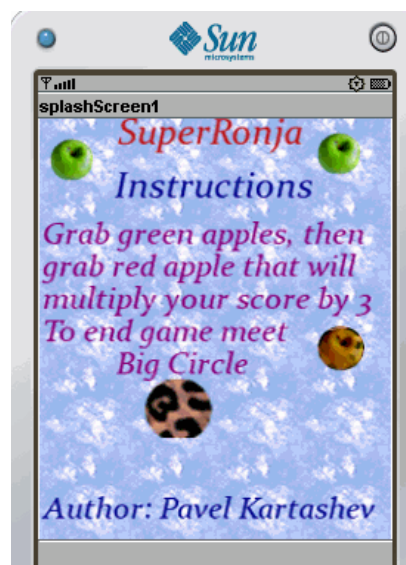 Sun
microsystems
splashScreen1
SuperRonja
Instructions
Grab green apples, then
grab red apple that will
multiply your score by 3
To end game meet
Big Circle
Author: Pavel Kartashev